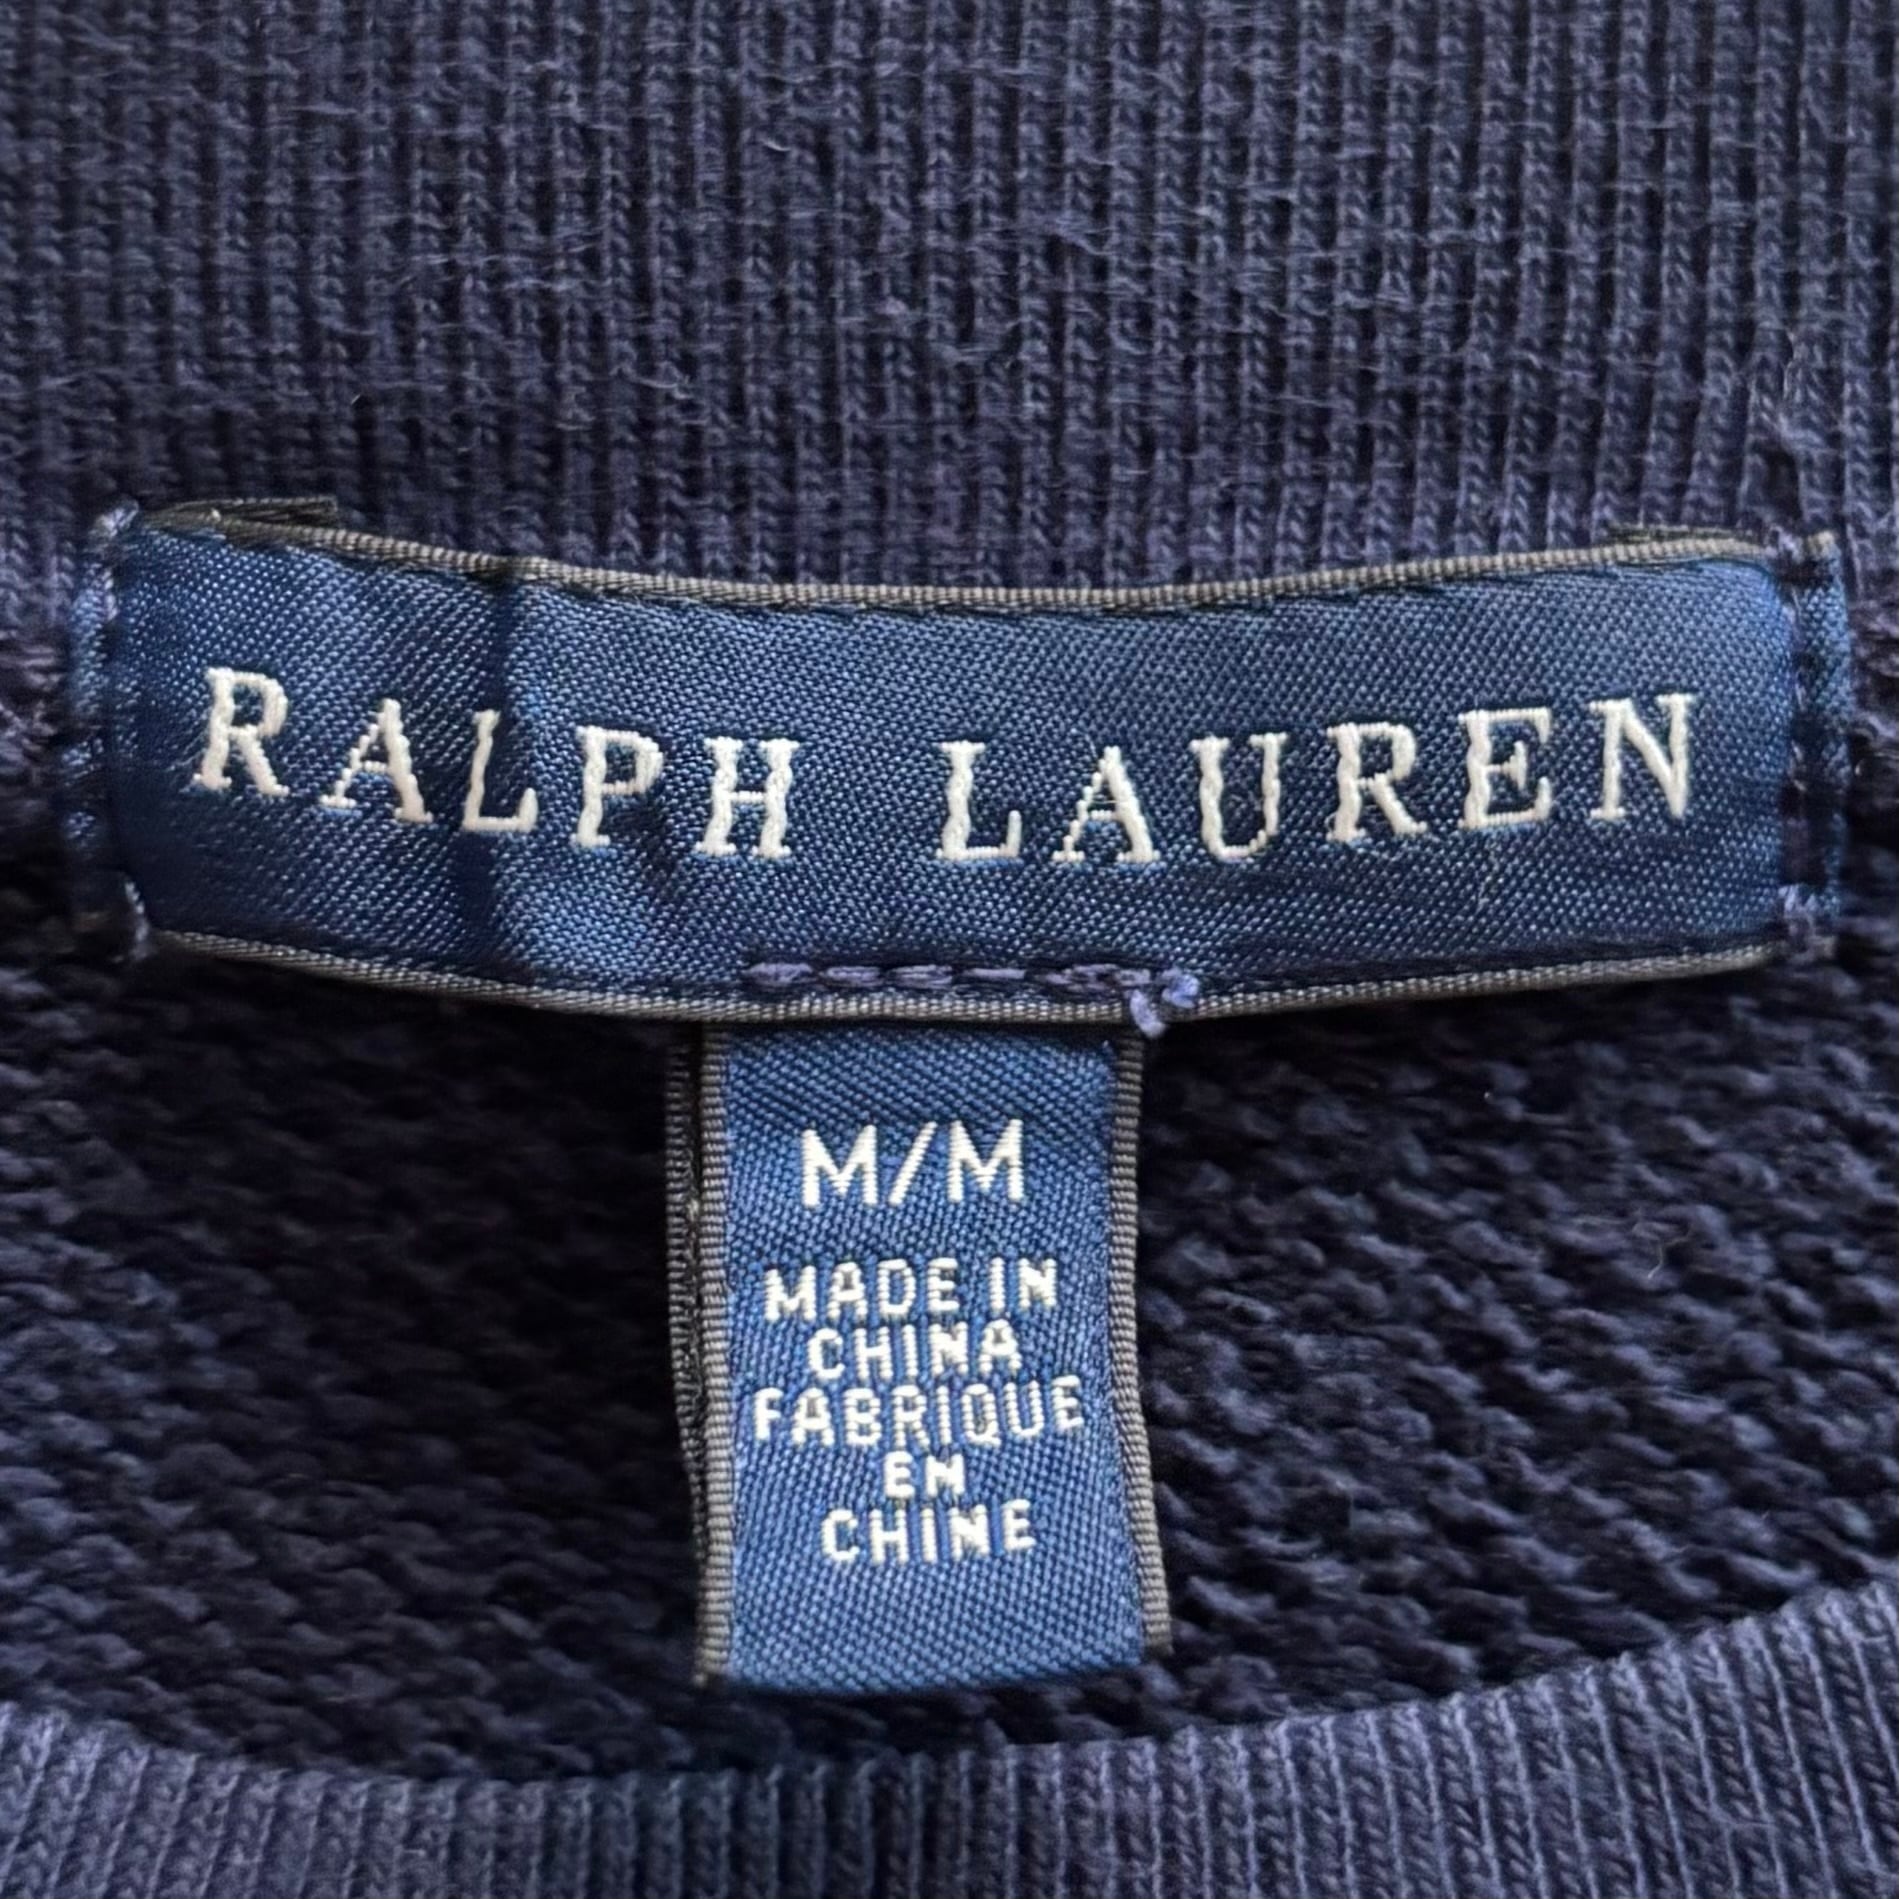 RALPH LAUREN
M/M
MADE IN
CHINA
FABRIQUE
EN
CHINE